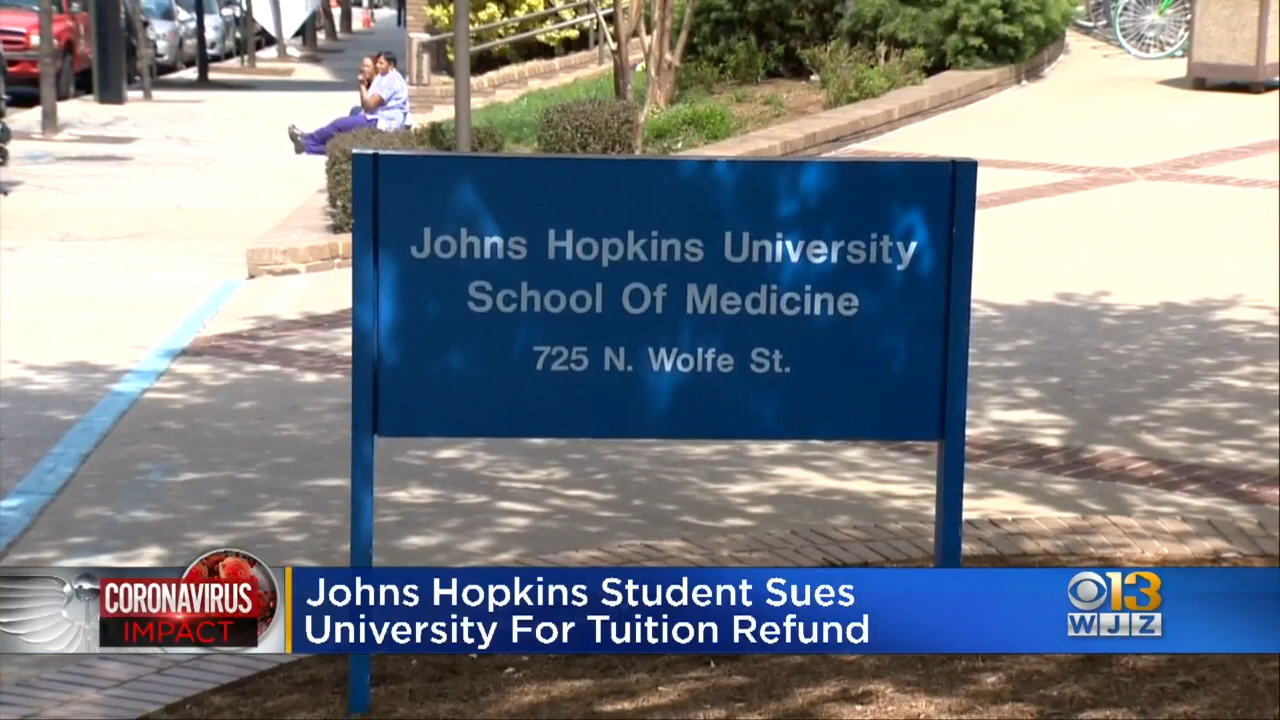 Johns Hopkins University
School Of Medicine
725 N. Wolfe St.
CORONAVIRUS
IMPACT
Johns Hopkins Student Sues
University For Tuition Refund
13
WJZ